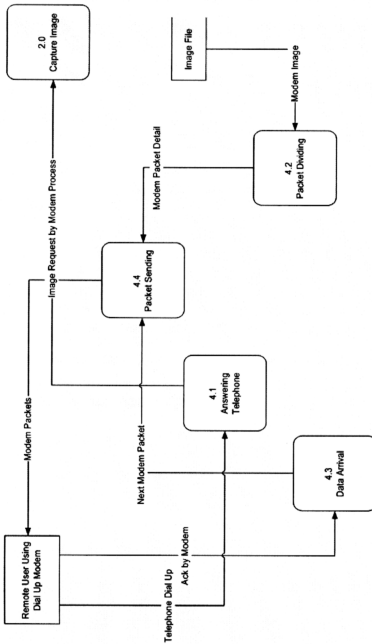 Remote User Using
Dial Up Modem
Modem Packets
Telephone Dial Up
Ack by Modem
Next Modem Packet
Image Request by Modem Process
4.3
Data Arrival
4.1
Answering
Telephone
4.4
Packet Sending
Modem Packet Detail
4.2
Packet Dividing
Modem Image
Image File
2.0
Capture Image